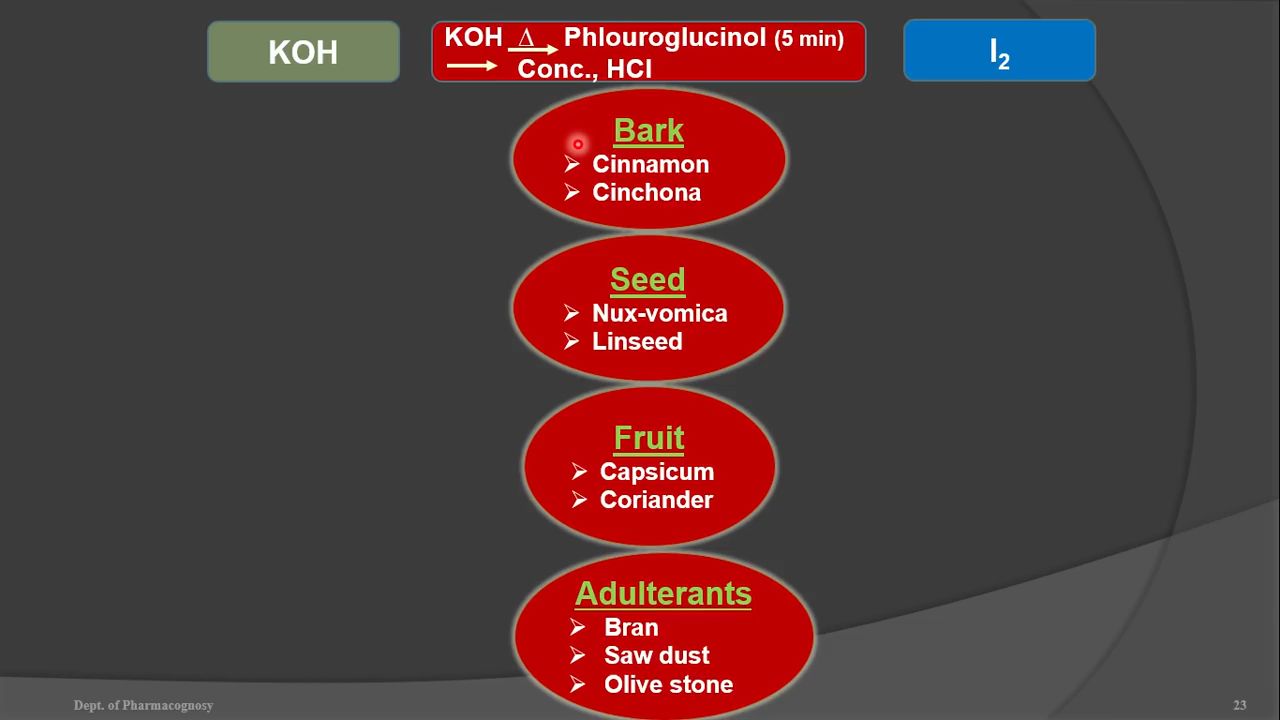 KOH
KOH Δ Phlouroglucinol (5 min)
Conc., HCl
I₂
Bark
➢ Cinnamon
➢ Cinchona
Seed
➢ Nux-vomica
➢ Linseed
Fruit
➢ Capsicum
➢ Coriander
Adulterants
➢ Bran
➢ Saw dust
➢ Olive stone
Dept. of Pharmacognosy
23